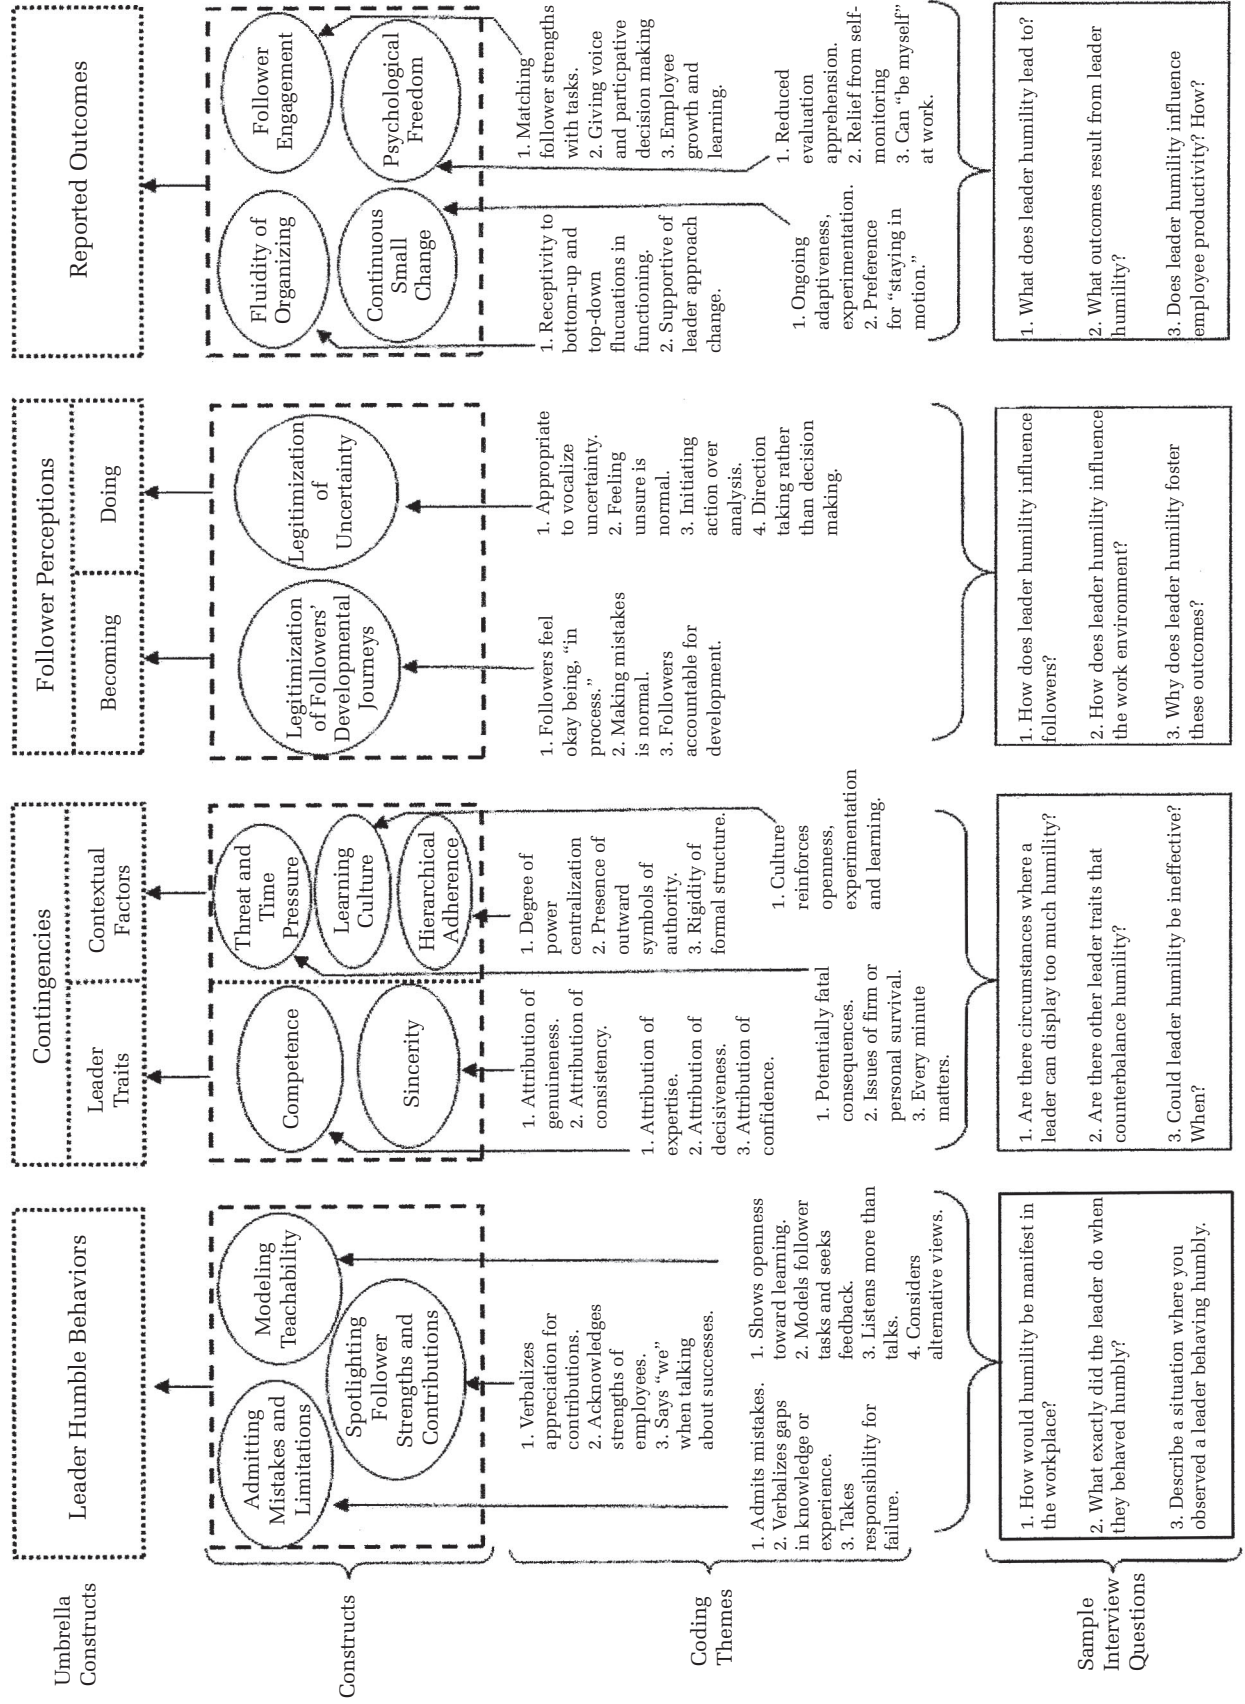 Umbrella
Constructs
Leader Humble Behaviors
Contingencies
Leader
Traits
Contextual
Factors
Follower Perceptions
Becoming
Doing
Reported Outcomes
Constructs
Admitting
Mistakes and
Limitations
Modeling
Teachability
Spotlighting
Follower
Strengths and
Contributions
Competence
Sincerity
Threat and
Time
Pressure
Learning
Culture
Hierarchical
Adherence
Legitimization
of Followers’
Developmental
Journeys
Legitimization
of
Uncertainty
Fluidity of
Organizing
Continuous
Small
Change
Follower
Engagement
Psychological
Freedom
Coding
Themes
1. Verbalizes
appreciation for
contributions.
2. Acknowledges
strengths of
employees.
3. Says “we”
when talking
about successes.
1. Admits mistakes.
2. Verbalizes gaps
in knowledge or
experience.
3. Takes
responsibility for
failure.
1. Shows openness
toward learning.
2. Models follower
tasks and seeks
feedback.
3. Listens more than
talks.
4. Considers
alternative views.
1. Attribution of
genuineness.
2. Attribution of
consistency.
1. Attribution of
expertise.
2. Attribution of
decisiveness.
3. Attribution of
confidence.
1. Degree of
power
centralization
2. Presence of
outward
symbols of
authority.
3. Rigidity of
formal structure.
1. Potentially fatal
consequences.
2. Issues of firm or
personal survival.
3. Every minute
matters.
1. Culture
reinforces
openness,
experimentation
and learning.
1. Followers feel
okay being, “in
process.”
2. Making mistakes
is normal.
3. Followers
accountable for
development.
1. Appropriate
to vocalize
uncertainty.
2. Feeling
unsure is
normal.
3. Initiating
action over
analysis.
4. Direction
taking rather
than decision
making.
1. Receptivity to
bottom-up and
top-down
flucuations in
functioning.
2. Supportive of
leader approach
change.
1. Matching
follower strengths
with tasks.
2. Giving voice
and particpative
decision making
3. Employee
growth and
learning.
1. Ongoing
adaptiveness,
experimentation.
2. Preference
for “staying in
motion.”
1. Reduced
evaluation
apprehension.
2. Relief from self-
monitoring
3. Can “be myself”
at work.
Sample
Interview
Questions
1. How would humility be manifest in
the workplace?
2. What exactly did the leader do when
they behaved humbly?
3. Describe a situation where you
observed a leader behaving humbly.
1. Are there circumstances where a
leader can display too much humility?
2. Are there other leader traits that
counterbalance humility?
3. Could leader humility be ineffective?
When?
1. How does leader humility influence
followers?
2. How does leader humility influence
the work environment?
3. Why does leader humility foster
these outcomes?
1. What does leader humility lead to?
2. What outcomes result from leader
humility?
3. Does leader humility influence
employee productivity? How?